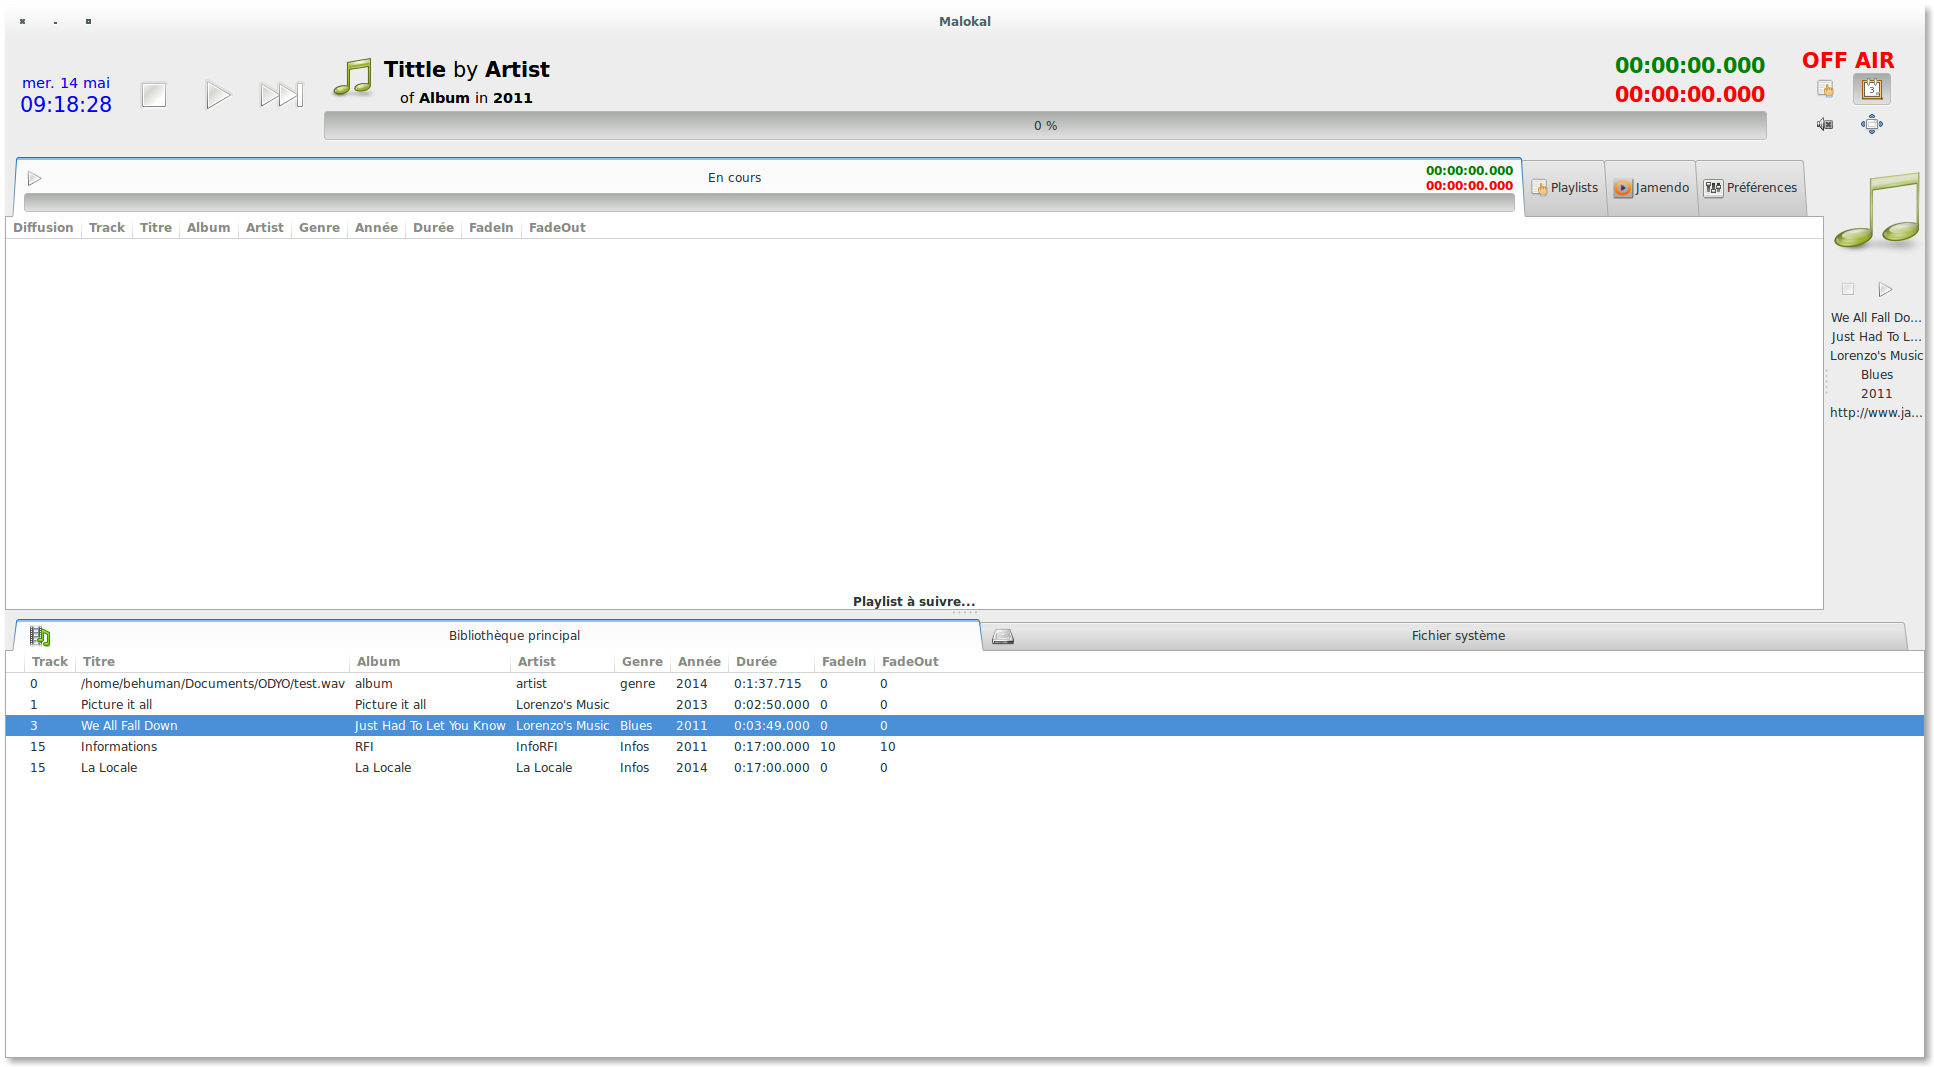 Malokal
mer. 14 mai
09:18:28
Tittle by Artist
of Album in 2011
0 %
00:00:00.000
00:00:00.000
OFF AIR
3
En cours
00:00:00.000
00:00:00.000
Playlists
Jamendo
Préférences
Diffusion Track Titre Album Artist Genre Année Durée FadeIn FadeOut
We All Fall Do...
Just Had To L...
Lorenzo's Music
Blues
2011
http://www.ja...
Playlist à suivre...
Bibliothèque principal
Fichier système
Track Titre Album Artist Genre Année Durée FadeIn FadeOut
0 /home/behuman/Documents/ODYO/test.wav album artist genre 2014 0:1:37.715 0 0
1 Picture it all Picture it all Lorenzo's Music 2013 0:02:50.000 0 0
3 We All Fall Down Just Had To Let You Know Lorenzo's Music Blues 2011 0:03:49.000 0 0
15 Informations RFI InfoRFI Infos 2011 0:17:00.000 10 10
15 La Locale La Locale La Locale Infos 2014 0:17:00.000 0 0